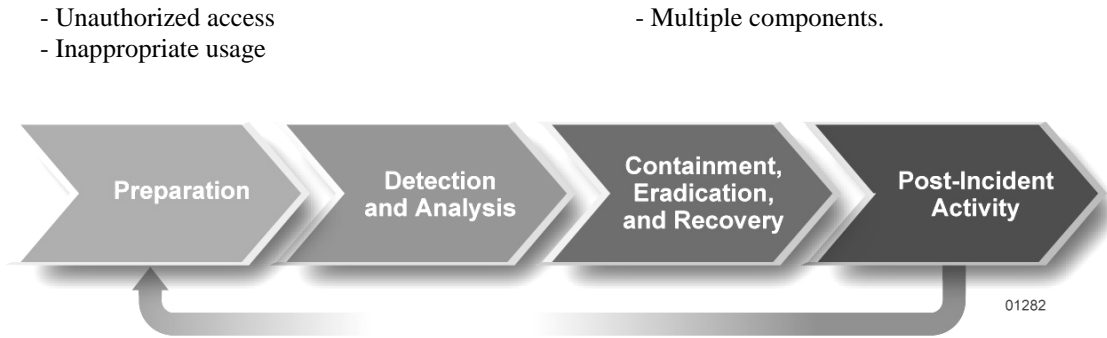 - Unauthorized access
- Inappropriate usage
- Multiple components.
Preparation
Detection
and Analysis
Containment,
Eradication,
and Recovery
Post-Incident
Activity
01282